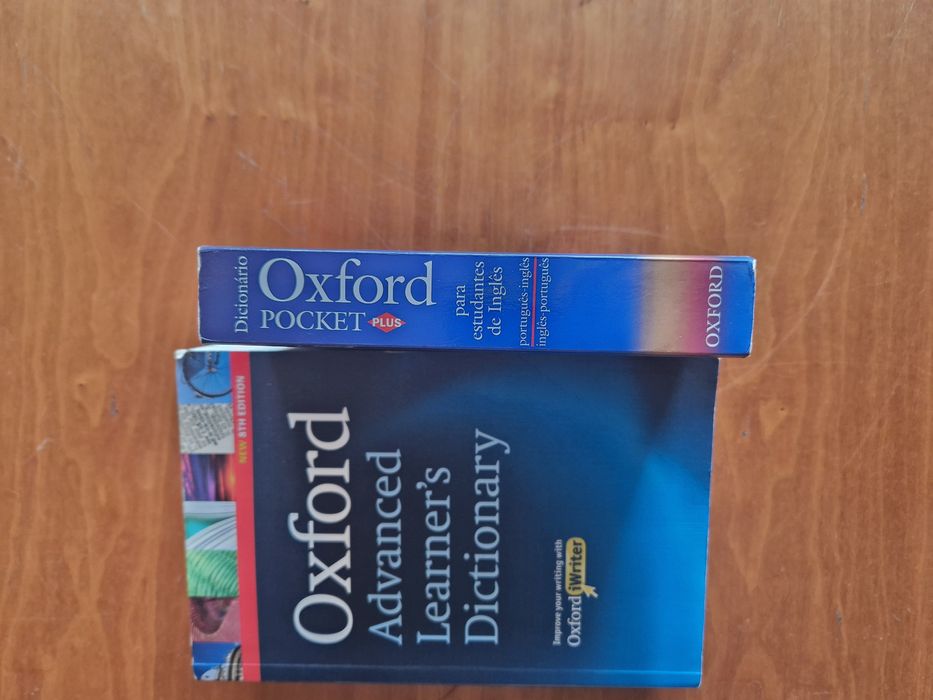 Dicionário
Oxford
POCKET PLUS
para
estudantes
de Inglês
português-inglês
inglês-português
OXFORD
NEW 8TH EDITION
Oxford
Advanced
Learner's
Dictionary
Improve your writing with
Oxford iWriter